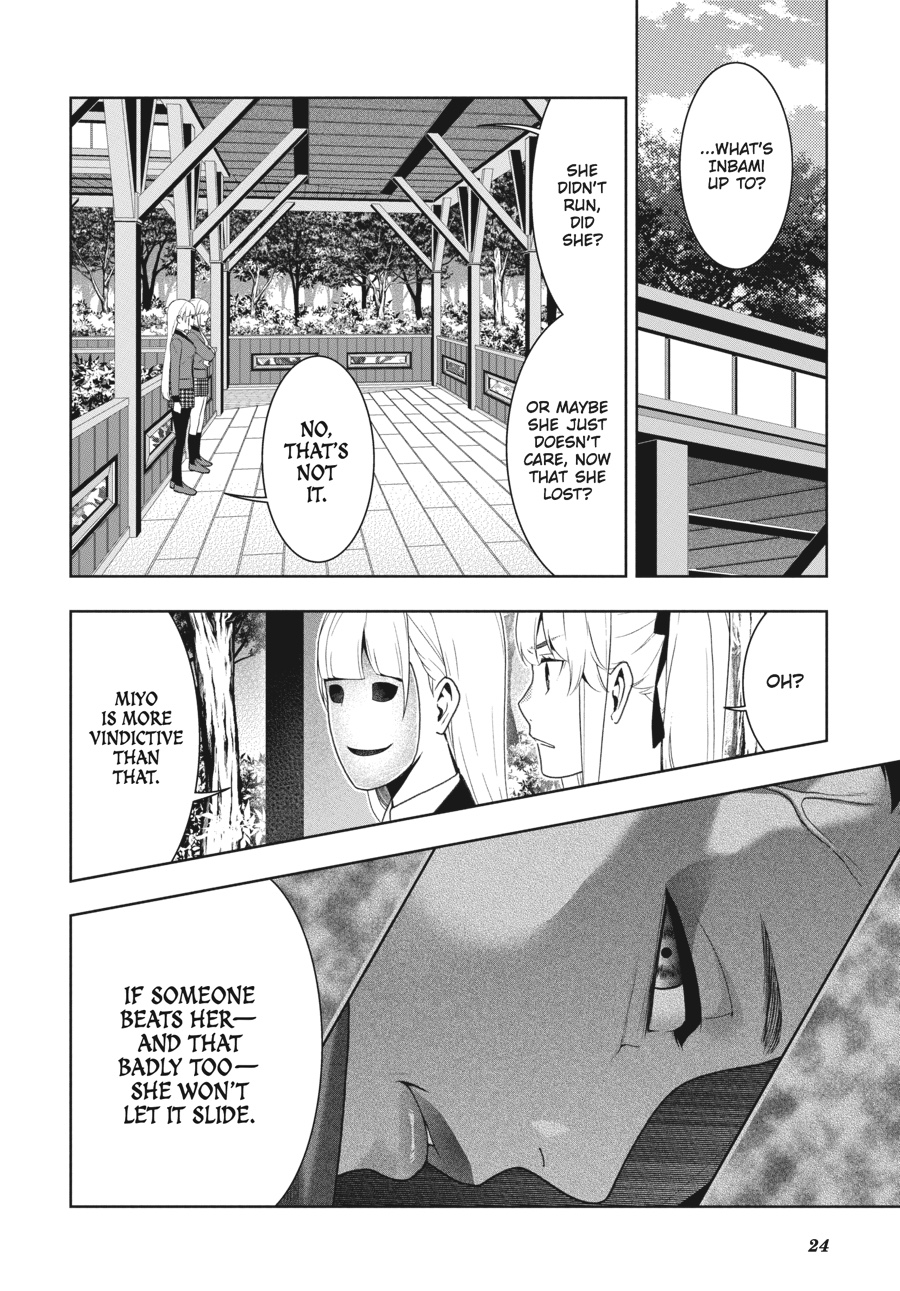 ...WHAT'S
INBAMI
UP TO?
SHE
DIDN'T
RUN,
DID
SHE?
OR MAYBE
SHE JUST
DOESN'T
CARE, NOW
THAT SHE
LOST?
NO,
THAT'S
NOT
IT.
OH?
MIYO
IS MORE
VINDICTIVE
THAN
THAT.
IF SOMEONE
BEATS HER—
AND THAT
BADLY TOO—
SHE WON'T
LET IT SLIDE.
24